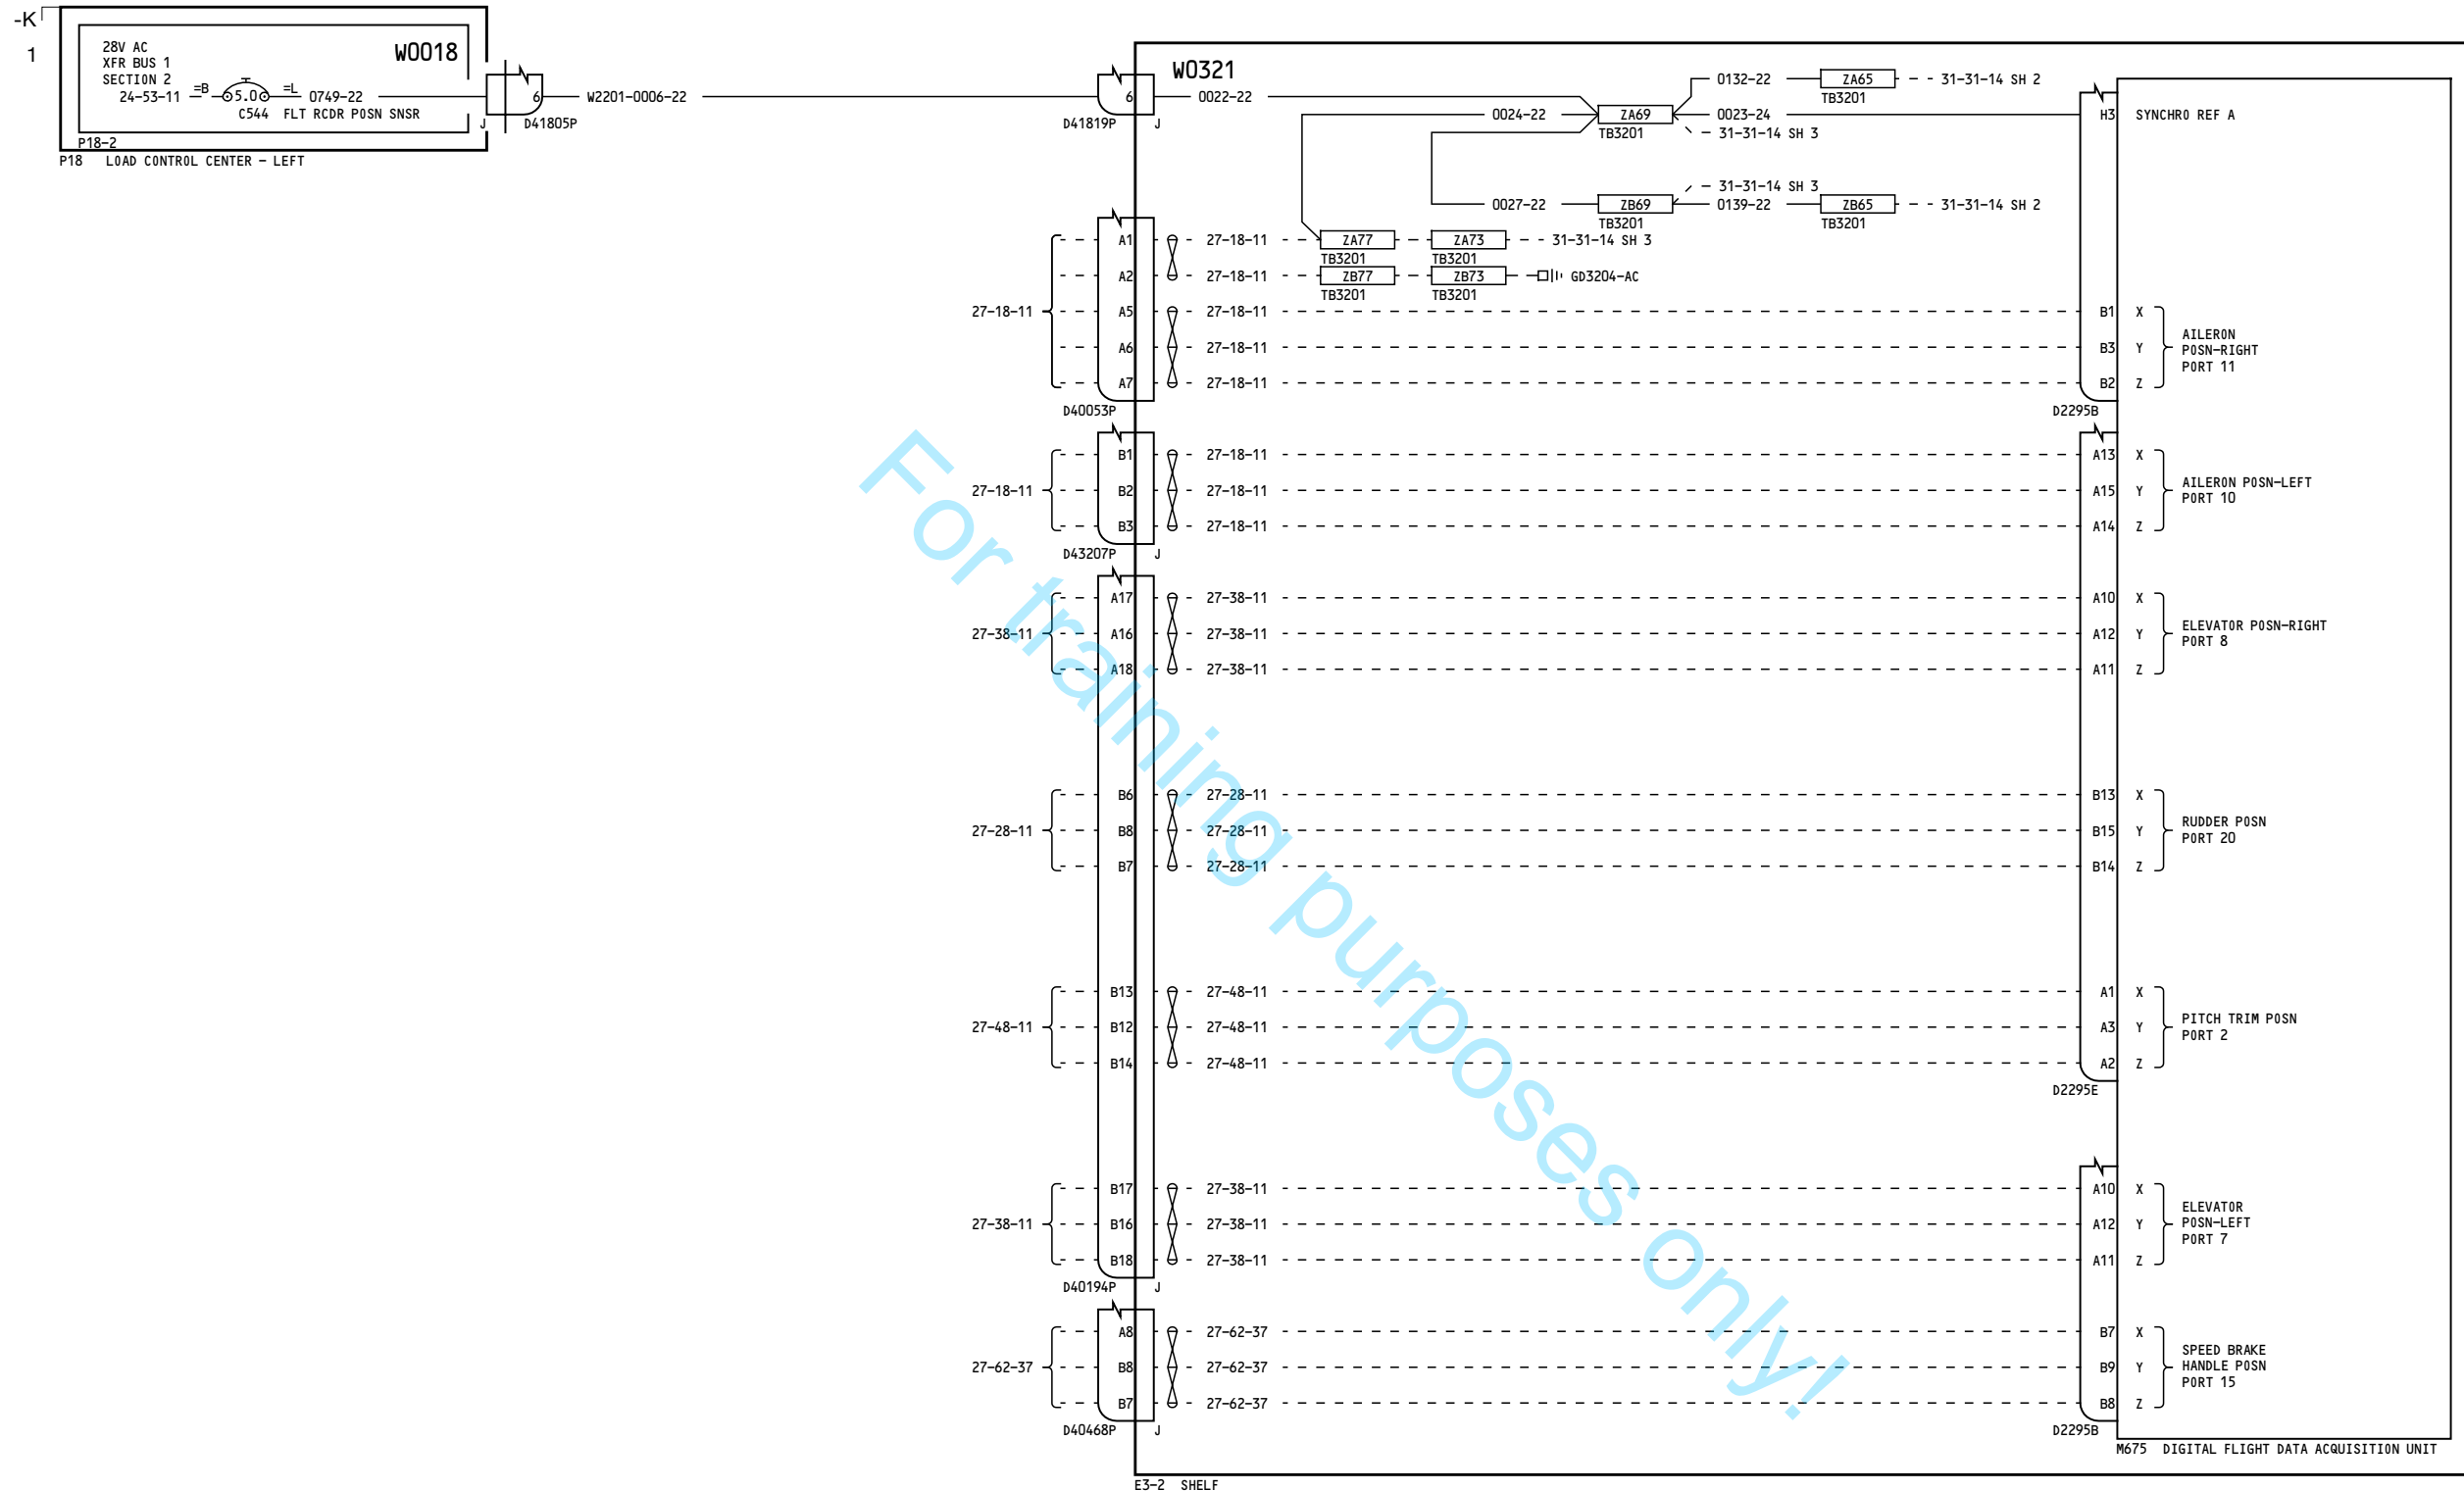 -K
1
28V AC
XFR BUS 1
SECTION 2
24-53-11 =B 5.0 =L 0749-22
C544 FLT RCDR POSN SNSR
W0018
P18-2
P18 LOAD CONTROL CENTER - LEFT
J
6
D41805P
W2201-0006-22
6
D41819P J
W0321
0022-22
0024-22
ZA69
TB3201
0132-22
ZA65
TB3201
31-31-14 SH 2
0023-24
31-31-14 SH 3
H3 SYNCHRO REF A
31-31-14 SH 3
0027-22
ZB69
TB3201
0139-22
ZB65
TB3201
31-31-14 SH 2
A1 27-18-11 ZA77 ZA73 31-31-14 SH 3
TB3201 TB3201
A2 27-18-11 ZB77 ZB73 GD3204-AC
TB3201 TB3201
27-18-11
A5 27-18-11 B1 X
A6 27-18-11 B3 Y
A7 27-18-11 B2 Z
AILERON
POSN-RIGHT
PORT 11
D40053P
D2295B
B1 27-18-11 A13 X
27-18-11 B2 27-18-11 A15 Y
B3 27-18-11 A14 Z
AILERON POSN-LEFT
PORT 10
D43207P J
A17 27-38-11 A10 X
27-38-11 A16 27-38-11 A12 Y
A18 27-38-11 A11 Z
ELEVATOR POSN-RIGHT
PORT 8
B6 27-28-11 B13 X
27-28-11 B8 27-28-11 B15 Y
B7 27-28-11 B14 Z
RUDDER POSN
PORT 20
B13 27-48-11 A1 X
27-48-11 B12 27-48-11 A3 Y
B14 27-48-11 A2 Z
PITCH TRIM POSN
PORT 2
D2295E
B17 27-38-11 A10 X
27-38-11 B16 27-38-11 A12 Y
B18 27-38-11 A11 Z
ELEVATOR
POSN-LEFT
PORT 7
D40194P J
A8 27-62-37 B7 X
27-62-37 B8 27-62-37 B9 Y
B7 27-62-37 B8 Z
SPEED BRAKE
HANDLE POSN
PORT 15
D40468P J
D2295B
M675 DIGITAL FLIGHT DATA ACQUISITION UNIT
E3-2 SHELF
For training purposes only!